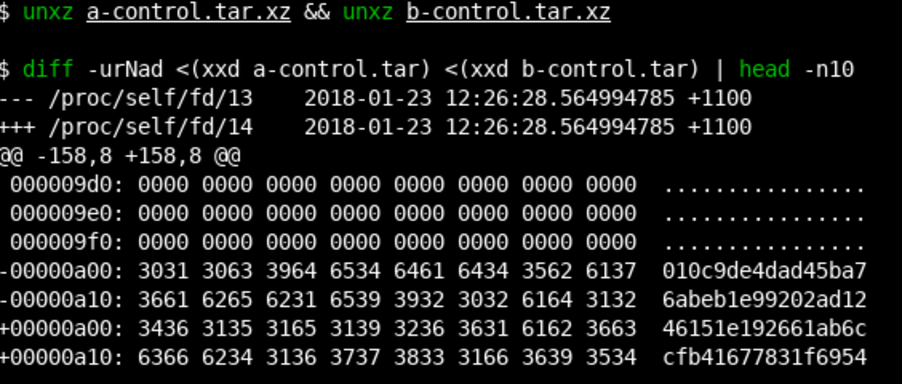 $ unxz a-control.tar.xz && unxz b-control.tar.xz
$ diff -urNad <(xxd a-control.tar) <(xxd b-control.tar) | head -n10
--- /proc/self/fd/13    2018-01-23 12:26:28.564994785 +1100
+++ /proc/self/fd/14    2018-01-23 12:26:28.564994785 +1100
@@ -158,8 +158,8 @@
 000009d0: 0000 0000 0000 0000 0000 0000 0000 0000  ................
 000009e0: 0000 0000 0000 0000 0000 0000 0000 0000  ................
 000009f0: 0000 0000 0000 0000 0000 0000 0000 0000  ................
-00000a00: 3031 3063 3964 6534 6461 6434 3562 6137  010c9de4dad45ba7
-00000a10: 3661 6265 6231 6539 3932 3032 6164 3132  6abeb1e99202ad12
+00000a00: 3436 3135 3165 3139 3236 3631 6162 3663  46151e192661ab6c
+00000a10: 6366 6234 3136 3737 3833 3166 3639 3534  cfb41677831f6954